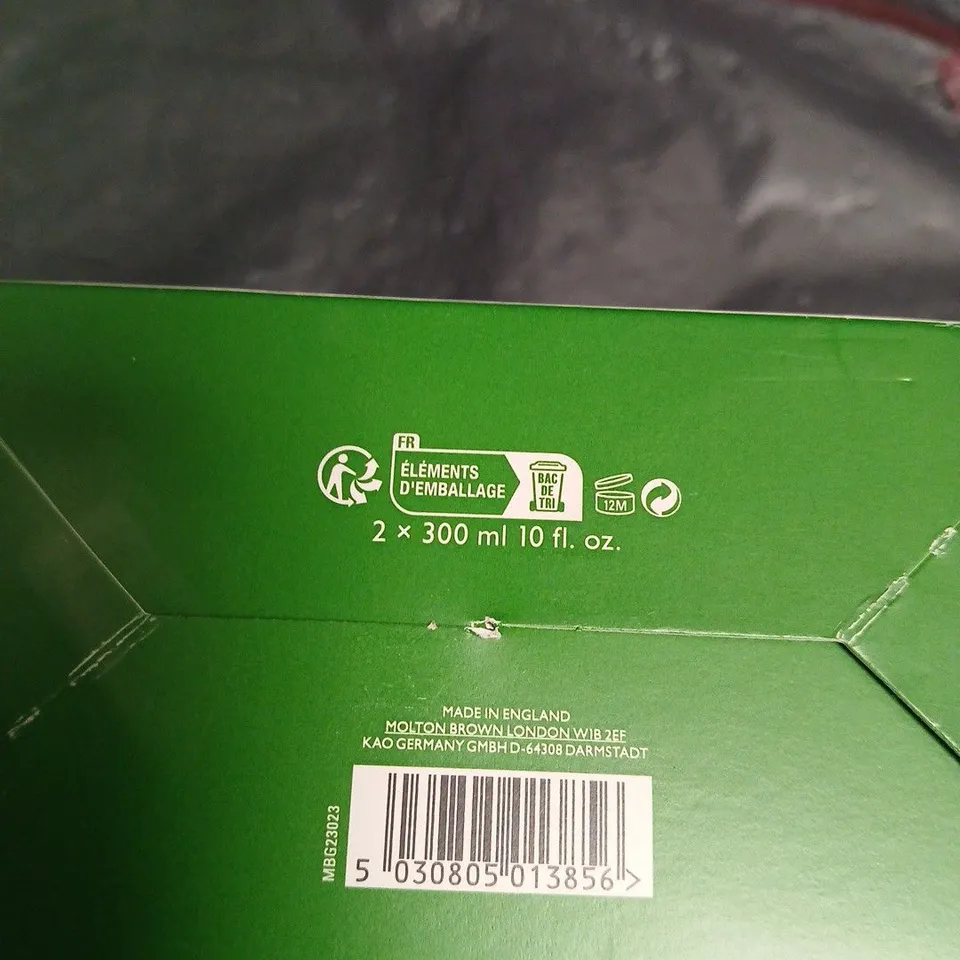 FR
ÉLÉMENTS
D'EMBALLAGE
BAC
DE
TRI
12M
2 × 300 ml 10 fl. oz.
MADE IN ENGLAND
MOLTON BROWN LONDON W1B 2EF
KAO GERMANY GMBH D-64308 DARMSTADT
MBG23023
5 030805 013856 >